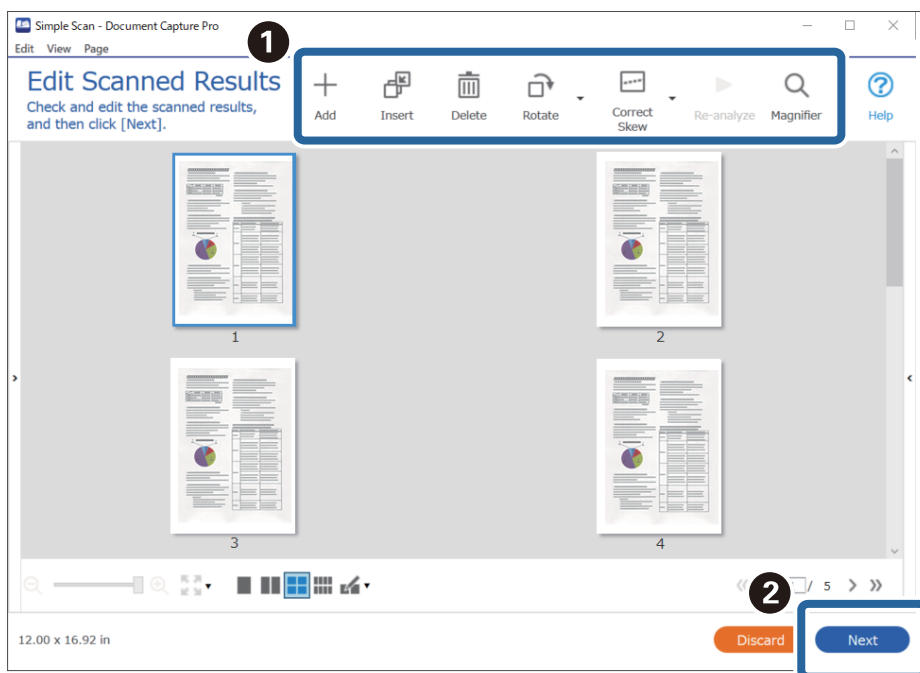 Simple Scan - Document Capture Pro
Edit View Page
1
Edit Scanned Results
Check and edit the scanned results,
and then click [Next].
Add
Insert
Delete
Rotate
Correct
Skew
Re-analyze
Magnifier
Help
1
2
3
4
/ 5
2
12.00 x 16.92 in
Discard
Next